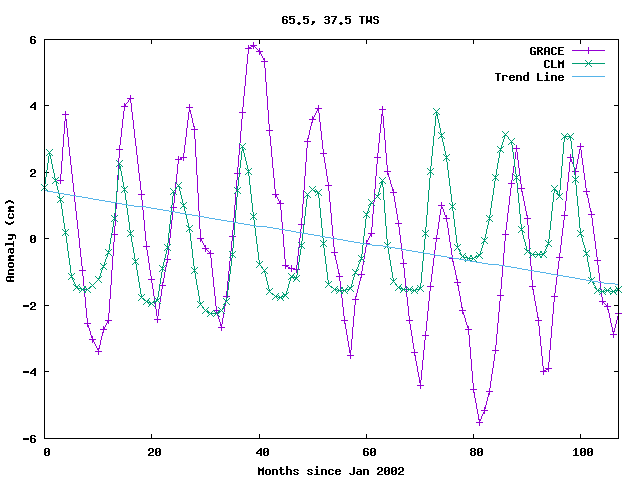 65.5, 37.5 TWS
GRACE
CLM
Trend Line
6
4
2
0
-2
-4
-6
Anomaly (cm)
0 20 40 60 80 100
Months since Jan 2002